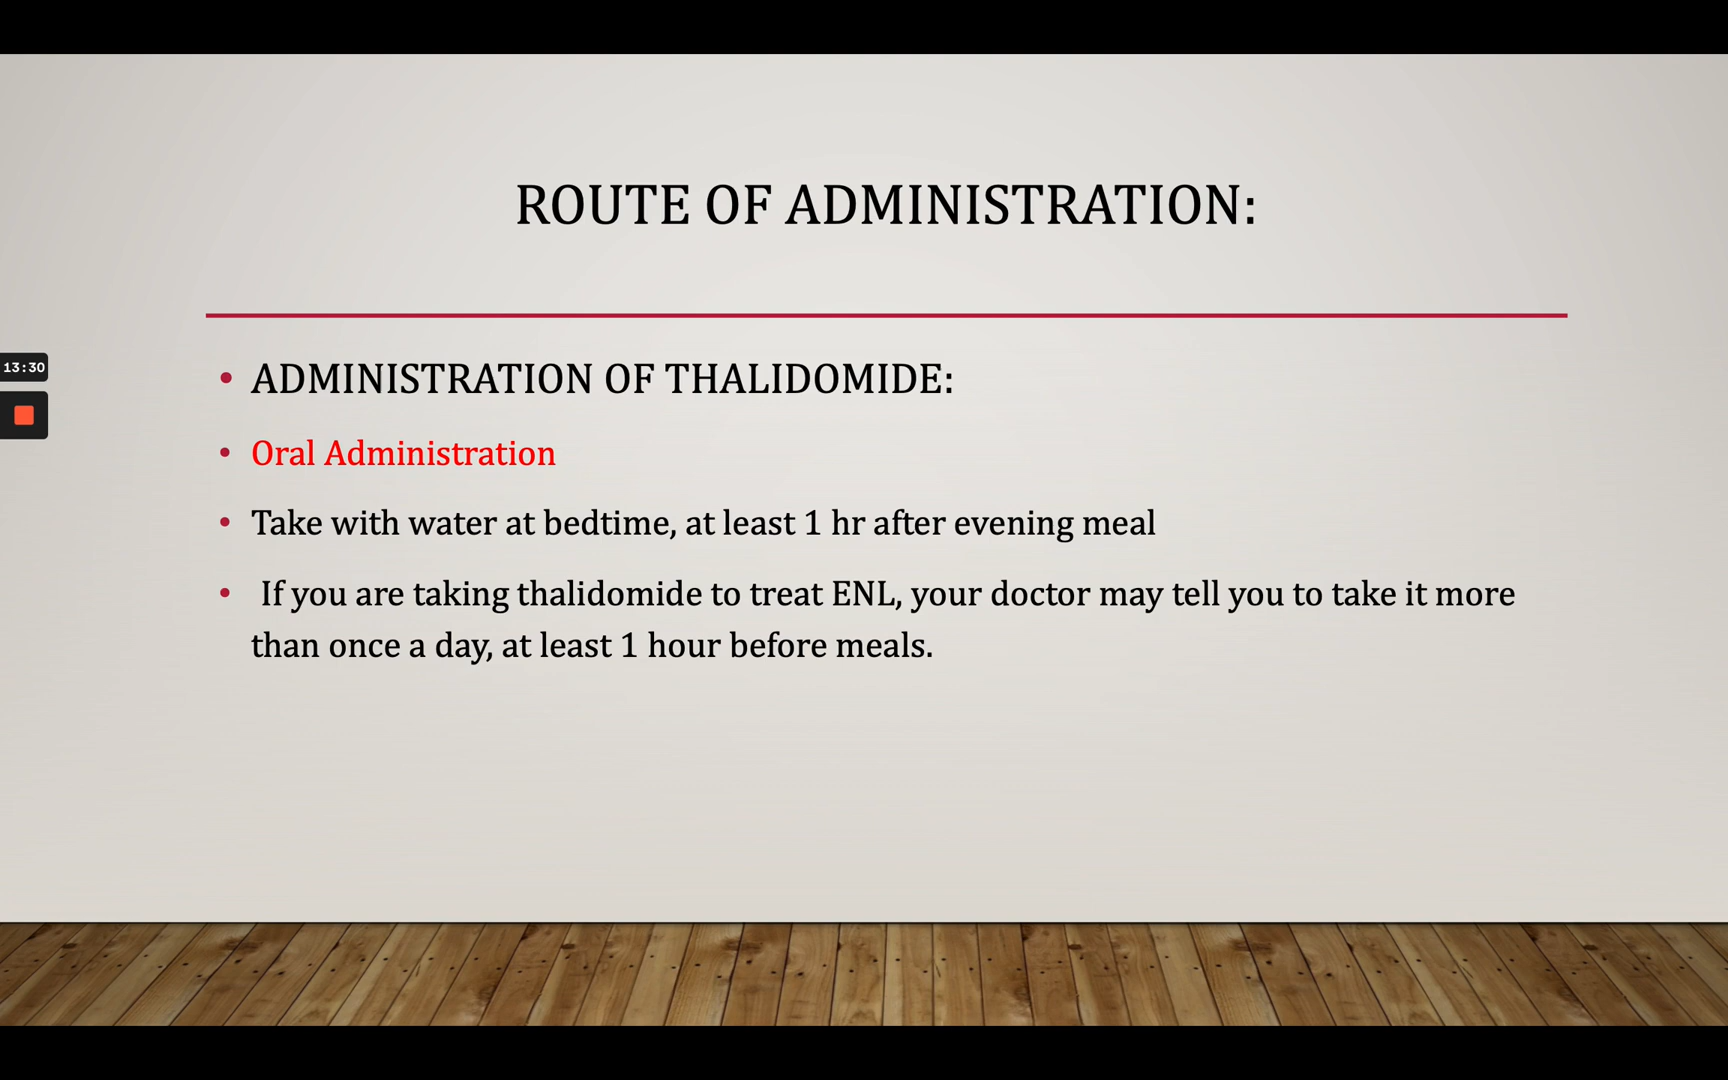 ROUTE OF ADMINISTRATION:
13:30
• ADMINISTRATION OF THALIDOMIDE:
• Oral Administration
• Take with water at bedtime, at least 1 hr after evening meal
• If you are taking thalidomide to treat ENL, your doctor may tell you to take it more
than once a day, at least 1 hour before meals.